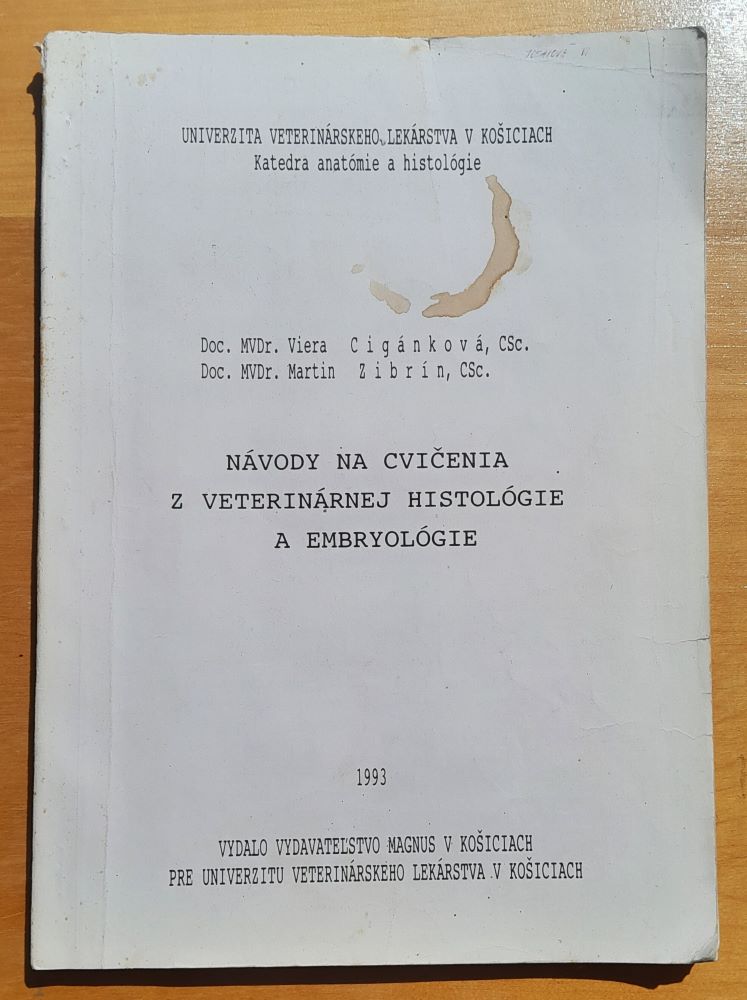 UNIVERZITA VETERINÁRSKEHO LEKÁRSTVA V KOŠICIACH
Katedra anatómie a histológie
Doc. MVDr. Viera C i g á n k o v á, CSc.
Doc. MVDr. Martin Z i b r í n, CSc.
NÁVODY NA CVIČENIA
Z VETERINÁRNEJ HISTOLÓGIE
A EMBRYOLÓGIE
1993
VYDALO VYDAVATEĽSTVO MAGNUS V KOŠICIACH
PRE UNIVERZITU VETERINÁRSKEHO LEKÁRSTVA V KOŠICIACH